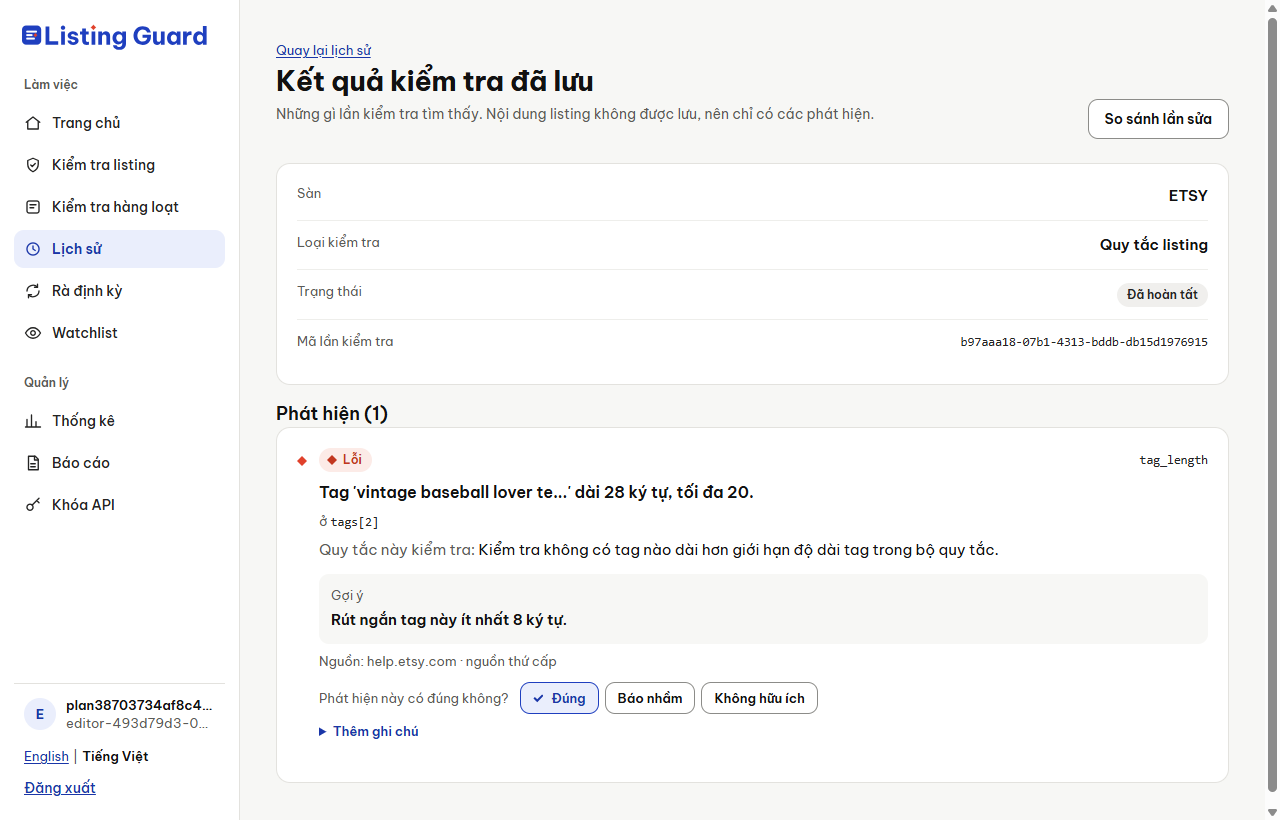 Listing Guard
Làm việc
Trang chủ
Kiểm tra listing
Kiểm tra hàng loạt
Lịch sử
Rà định kỳ
Watchlist
Quản lý
Thống kê
Báo cáo
Khóa API
E
plan38703734af8c4...
editor-493d79d3-0...
English | Tiếng Việt
Đăng xuất
Quay lại lịch sử
Kết quả kiểm tra đã lưu
Những gì lần kiểm tra tìm thấy. Nội dung listing không được lưu, nên chỉ có các phát hiện.
So sánh lần sửa
Sàn ETSY
Loại kiểm tra Quy tắc listing
Trạng thái Đã hoàn tất
Mã lần kiểm tra b97aaa18-07b1-4313-bddb-db15d1976915
Phát hiện (1)
Lỗi tag_length
Tag 'vintage baseball lover te...' dài 28 ký tự, tối đa 20.
ở tags[2]
Quy tắc này kiểm tra: Kiểm tra không có tag nào dài hơn giới hạn độ dài tag trong bộ quy tắc.
Gợi ý
Rút ngắn tag này ít nhất 8 ký tự.
Nguồn: help.etsy.com · nguồn thứ cấp
Phát hiện này có đúng không? Đúng Báo nhầm Không hữu ích
Thêm ghi chú